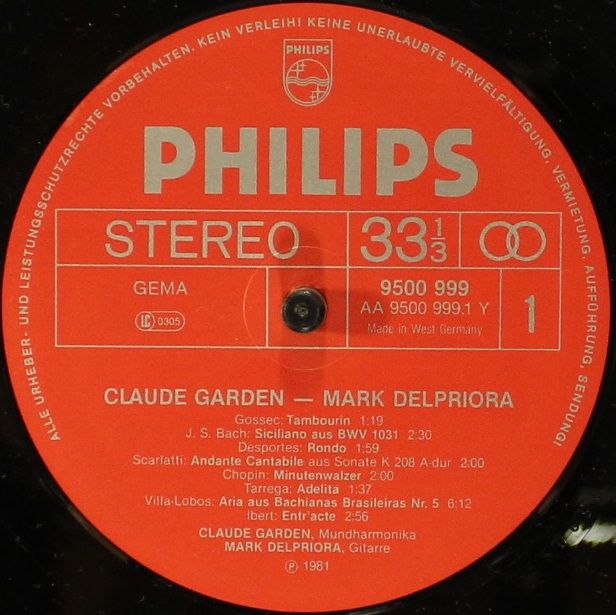 ALLE URHEBER- UND LEISTUNGSSCHUTZRECHTE VORBEHALTEN. KEIN VERLEIH! KEINE UNERLAUBTE VERVIELFÄLTIGUNG, VERMIETUNG, AUFFÜHRUNG, SENDUNG!
PHILIPS
PHILIPS
STEREO 33 1/3
GEMA 9500 999
LC 0305 AA 9500 999.1 Y 1
Made in West Germany
CLAUDE GARDEN — MARK DELPRIORA
Gossec: Tambourin 1:19
J. S. Bach: Siciliano aus BWV 1031 2:30
Desportes: Rondo 1:59
Scarlatti: Andante Cantabile aus Sonate K 208 A-dur 2:00
Chopin: Minutenwalzer 2:00
Tarrega: Adelita 1:37
Villa-Lobos: Aria aus Bachianas Brasileiras Nr. 5 6:12
Ibert: Entr'acte 2:56
CLAUDE GARDEN, Mundharmonika
MARK DELPRIORA, Gitarre
Ⓟ 1981